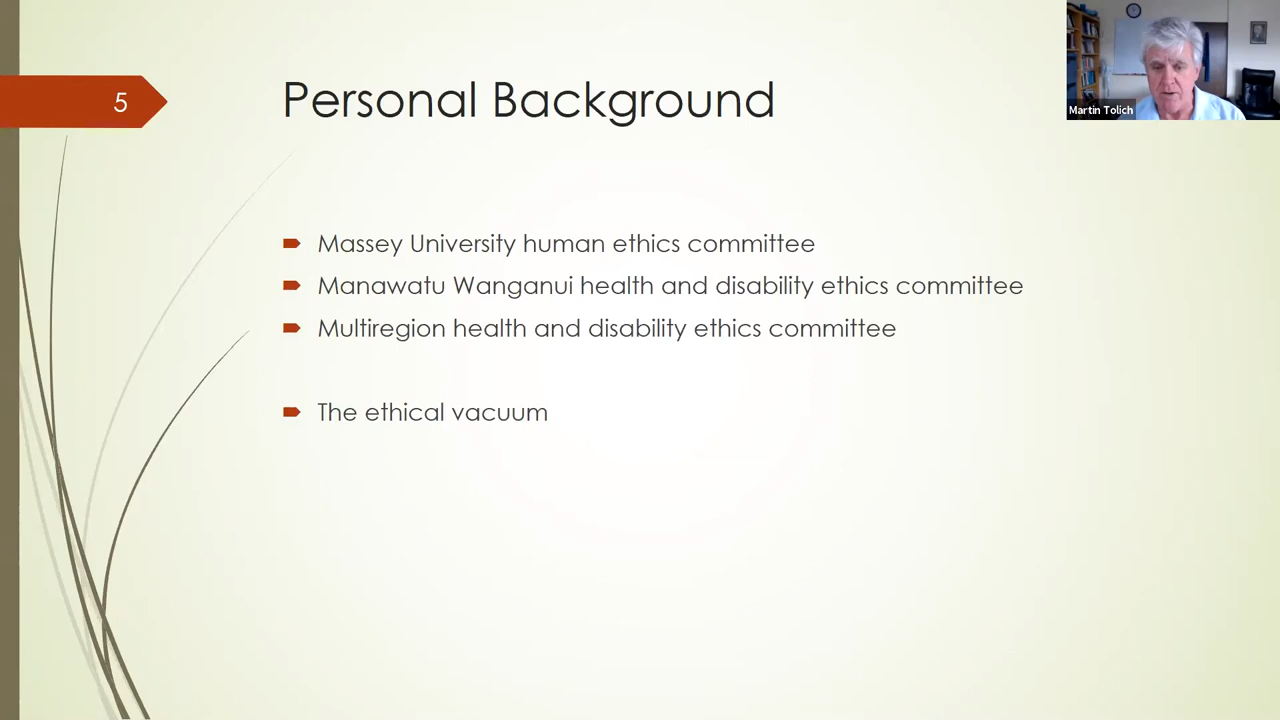 5
Personal Background
Martin Tolich
Massey University human ethics committee
Manawatu Wanganui health and disability ethics committee
Multiregion health and disability ethics committee
The ethical vacuum